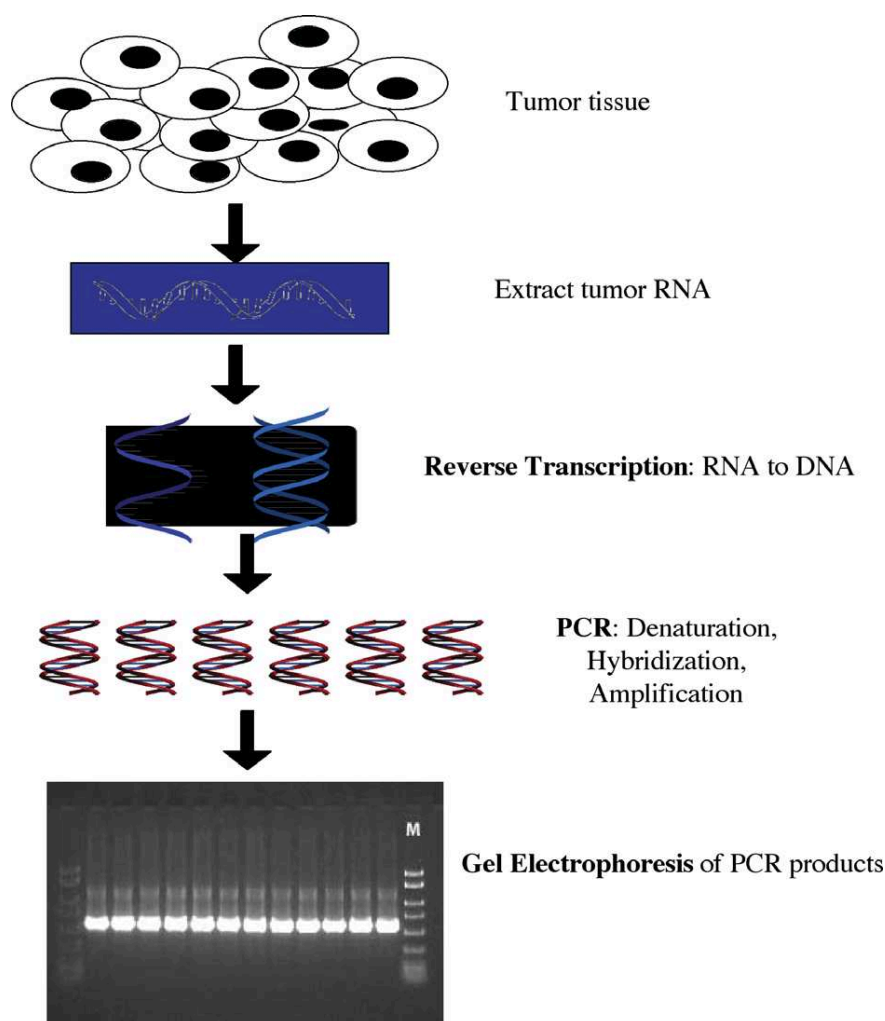 Tumor tissue
Extract tumor RNA
Reverse Transcription: RNA to DNA
PCR: Denaturation,
Hybridization,
Amplification
M
Gel Electrophoresis of PCR products